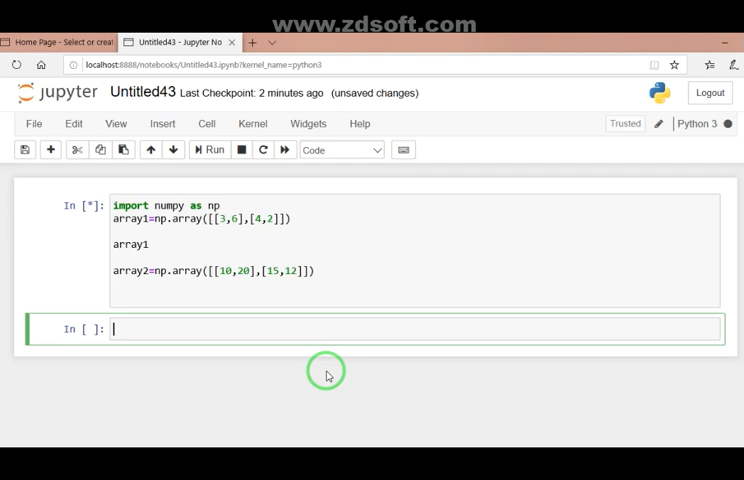 www.zdsoft.com
Home Page - Select or creat
Untitled43 - Jupyter No
localhost:8888/notebooks/Untitled43.ipynb?kernel_name=python3
jupyter Untitled43 Last Checkpoint: 2 minutes ago (unsaved changes)
Logout
File Edit View Insert Cell Kernel Widgets Help
Trusted Python 3
Run Code
In [*]: import numpy as np
array1=np.array([[3,6],[4,2]])
array1
array2=np.array([[10,20],[15,12]])
In [ ]: